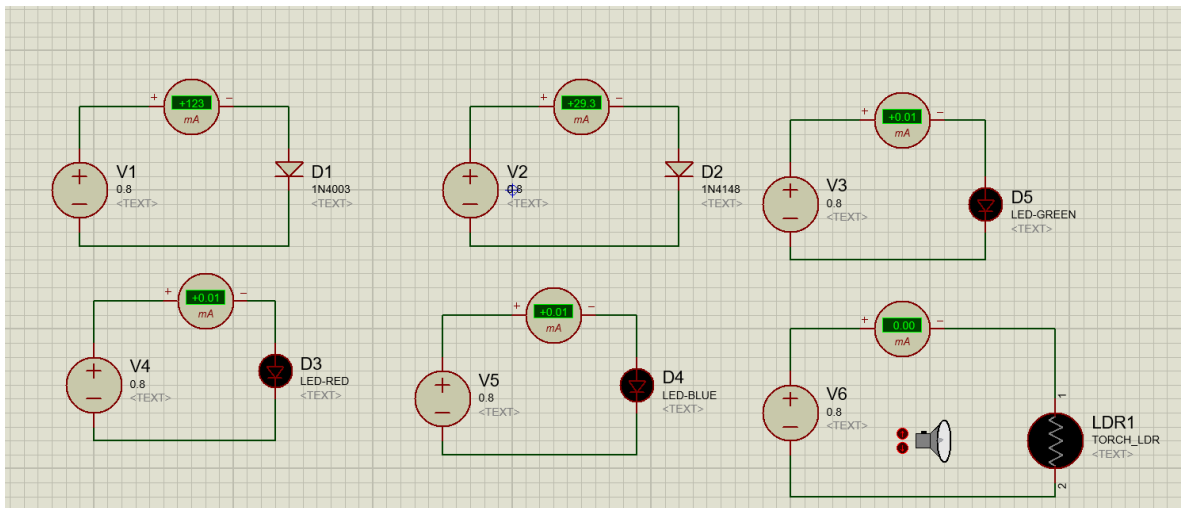 + +123 −
mA
V1
0.8
<TEXT>
D1
1N4003
<TEXT>
+ +29.3 −
mA
V2
0.8
<TEXT>
D2
1N4148
<TEXT>
+ +0.01 −
mA
V3
0.8
<TEXT>
D5
LED-GREEN
<TEXT>
+ +0.01 −
mA
V4
0.8
<TEXT>
D3
LED-RED
<TEXT>
+ +0.01 −
mA
V5
0.8
<TEXT>
D4
LED-BLUE
<TEXT>
+ 0.00 −
mA
V6
0.8
<TEXT>
1
LDR1
TORCH_LDR
<TEXT>
2